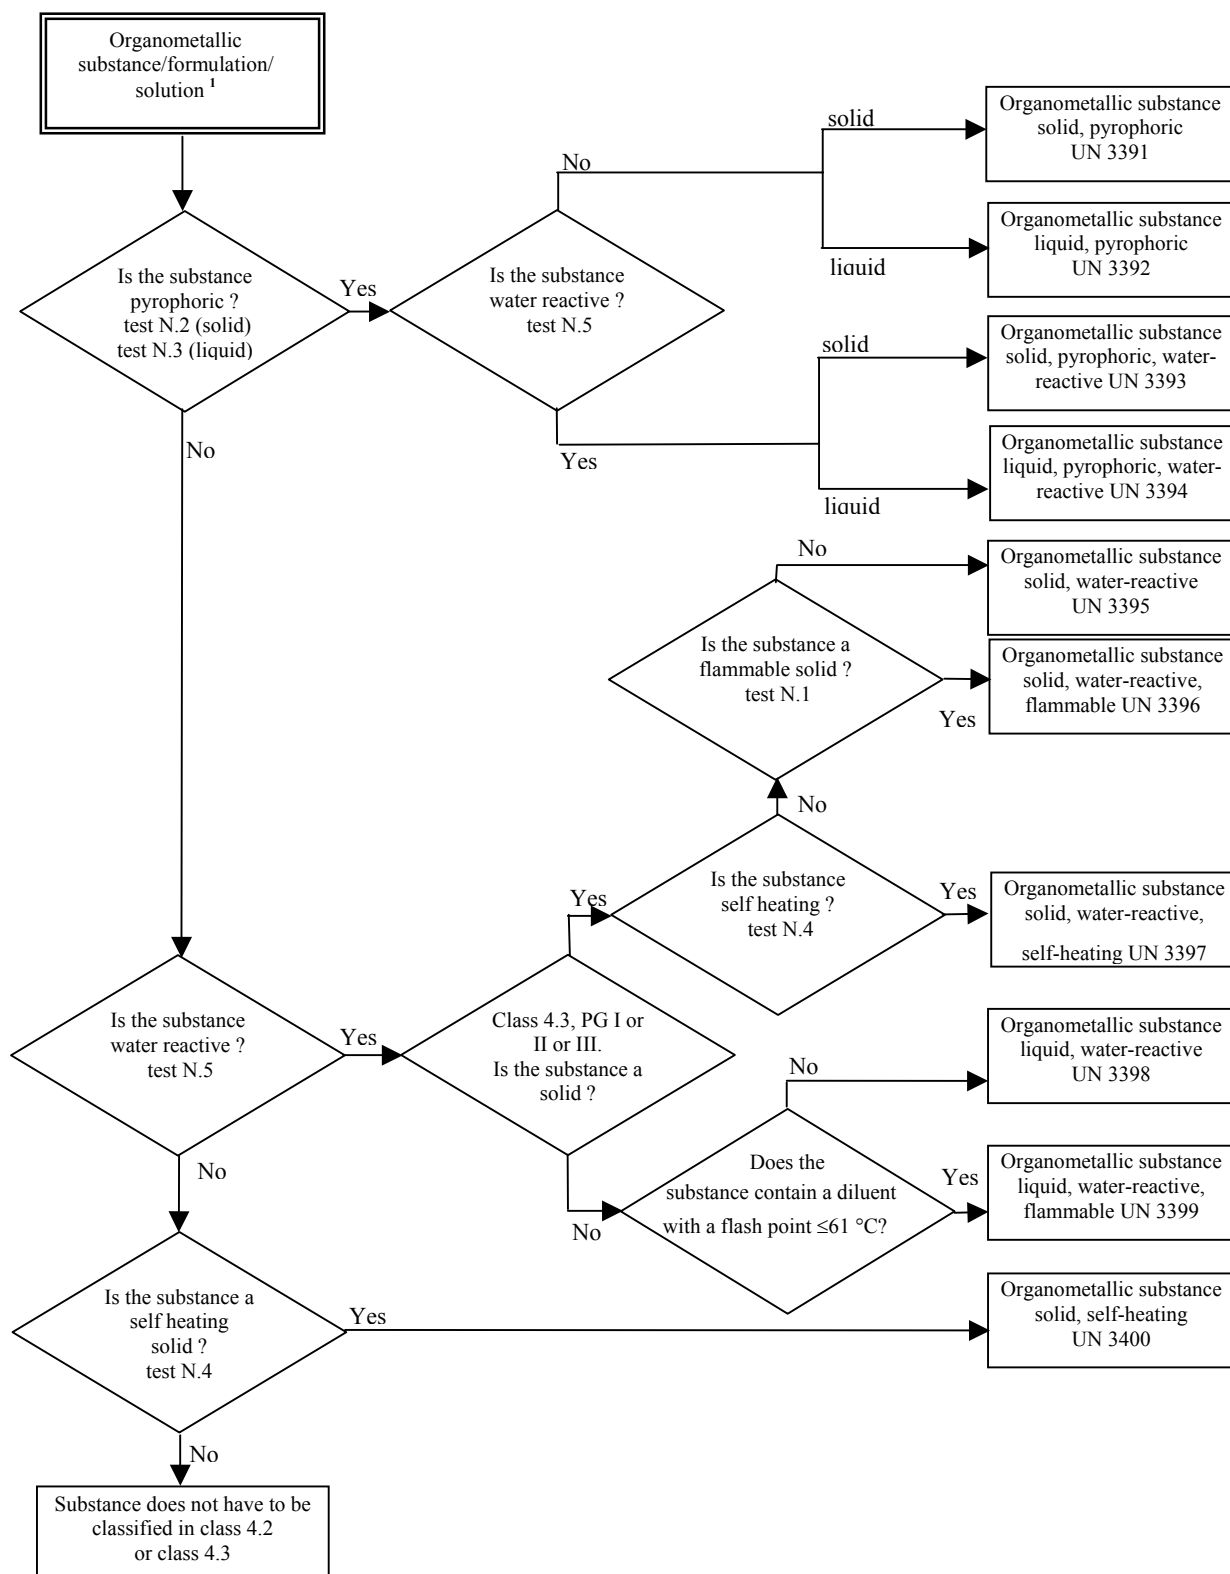 Organometallic
substance/formulation/
solution 1
solid
Organometallic substance
solid, pyrophoric
UN 3391
No
Organometallic substance
liquid, pyrophoric
UN 3392
liquid
Is the substance
pyrophoric ?
test N.2 (solid)
test N.3 (liquid)
Yes
Is the substance
water reactive ?
test N.5
solid
Organometallic substance
solid, pyrophoric, water-
reactive UN 3393
No
Yes
Organometallic substance
liquid, pyrophoric, water-
reactive UN 3394
liquid
No
Organometallic substance
solid, water-reactive
UN 3395
Is the substance a
flammable solid ?
test N.1
Organometallic substance
solid, water-reactive,
flammable UN 3396
Yes
No
Is the substance
self heating ?
test N.4
Yes
Yes
Organometallic substance
solid, water-reactive,
self-heating UN 3397
Is the substance
water reactive ?
test N.5
Yes
Class 4.3, PG I or
II or III.
Is the substance a
solid ?
No
Organometallic substance
liquid, water-reactive
UN 3398
No
No
Does the
substance contain a diluent
with a flash point ≤61 °C?
Yes
Organometallic substance
liquid, water-reactive,
flammable UN 3399
Is the substance a
self heating
solid ?
test N.4
Yes
Organometallic substance
solid, self-heating
UN 3400
No
Substance does not have to be
classified in class 4.2
or class 4.3